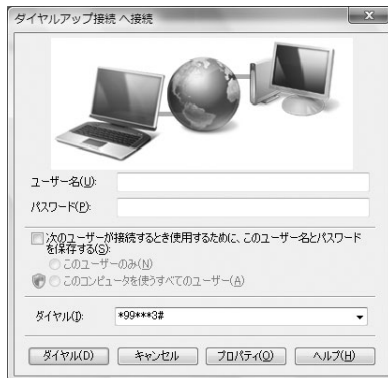 ダイヤルアップ接続 へ接続
ユーザー名(U):
パスワード(P):
次のユーザーが接続するとき使用するために、このユーザー名とパスワード
を保存する(S):
このユーザーのみ(N)
このコンピュータを使うすべてのユーザー(A)
ダイヤル(I): *99***3#
ダイヤル(D) キャンセル プロパティ(O) ヘルプ(H)